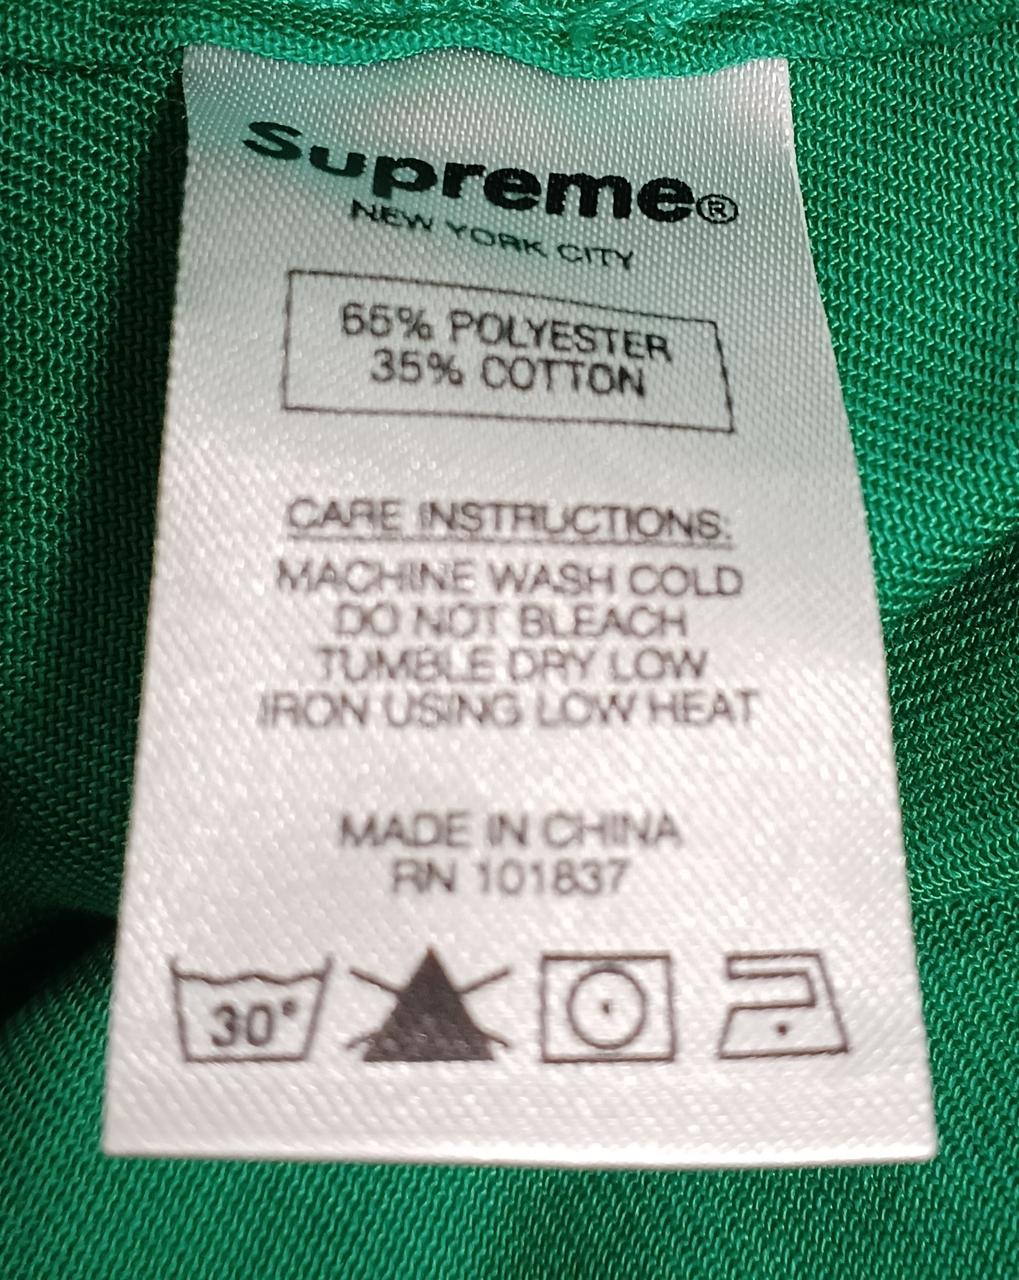 Supreme®
NEW YORK CITY
65% POLYESTER
35% COTTON
CARE INSTRUCTIONS:
MACHINE WASH COLD
DO NOT BLEACH
TUMBLE DRY LOW
IRON USING LOW HEAT
MADE IN CHINA
RN 101837
30°